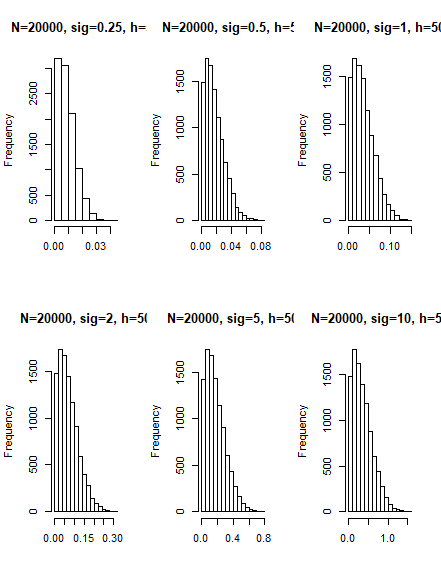 N=20000, sig=0.25, h=
N=20000, sig=0.5, h=5
N=20000, sig=1, h=50
Frequency
0 500 1500 2500
0.00 0.03
Frequency
0 500 1000 1500
0.00 0.04 0.08
Frequency
0 500 1000 1500
0.00 0.10
N=20000, sig=2, h=50
N=20000, sig=5, h=50
N=20000, sig=10, h=5
Frequency
0 500 1000 1500
0.00 0.15 0.30
Frequency
0 500 1000 1500
0.0 0.4 0.8
Frequency
0 500 1000 1500
0.0 1.0